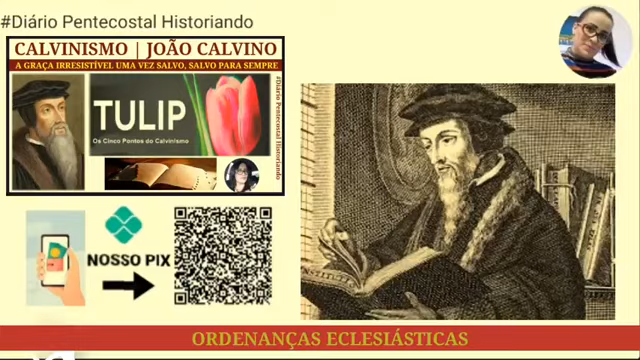 #Diário Pentecostal Historiando
CALVINISMO | JOÃO CALVINO
A GRAÇA IRRESISTÍVEL UMA VEZ SALVO, SALVO PARA SEMPRE
TULIP
Os Cinco Pontos do Calvinismo
#Diário Pentecostal Historiando
NOSSO PIX
ORDENANÇAS ECLESIÁSTICAS